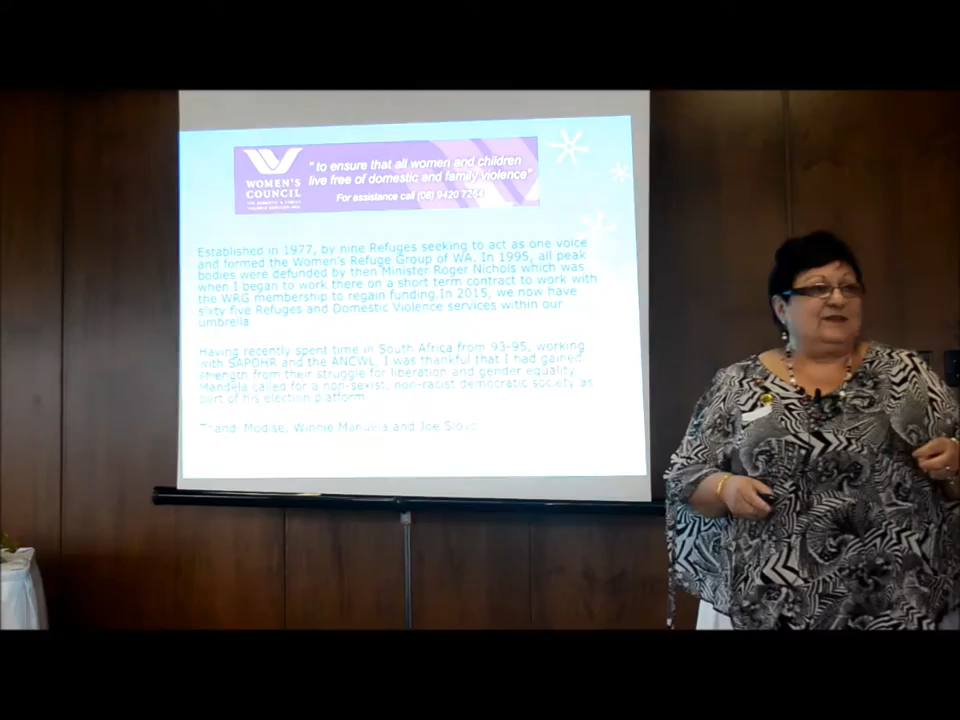 WOMEN'S
COUNCIL
"to ensure that all women and children
live free of domestic and family violence"
For assistance call (08) 9420 7264
Established in 1977, by nine Refuges seeking to act as one voice
and formed the Women's Refuge Group of WA. In 1995, all peak
bodies were defunded by then Minister Roger Nichols which was
when I began to work there on a short term contract to work with
the WRG membership to regain funding.In 2015, we now have
sixty five Refuges and Domestic Violence services within our
umbrella
Having recently spent time in South Africa from 93-95, working
with SAPOHR and the ANCWL, I was thankful that I had gained
strength from their struggle for liberation and gender equality
Mandela called for a non-sexist, non-racist democratic society as
part of his election platform
Thandi Modise, Winnie Mandela and Joe Slovo